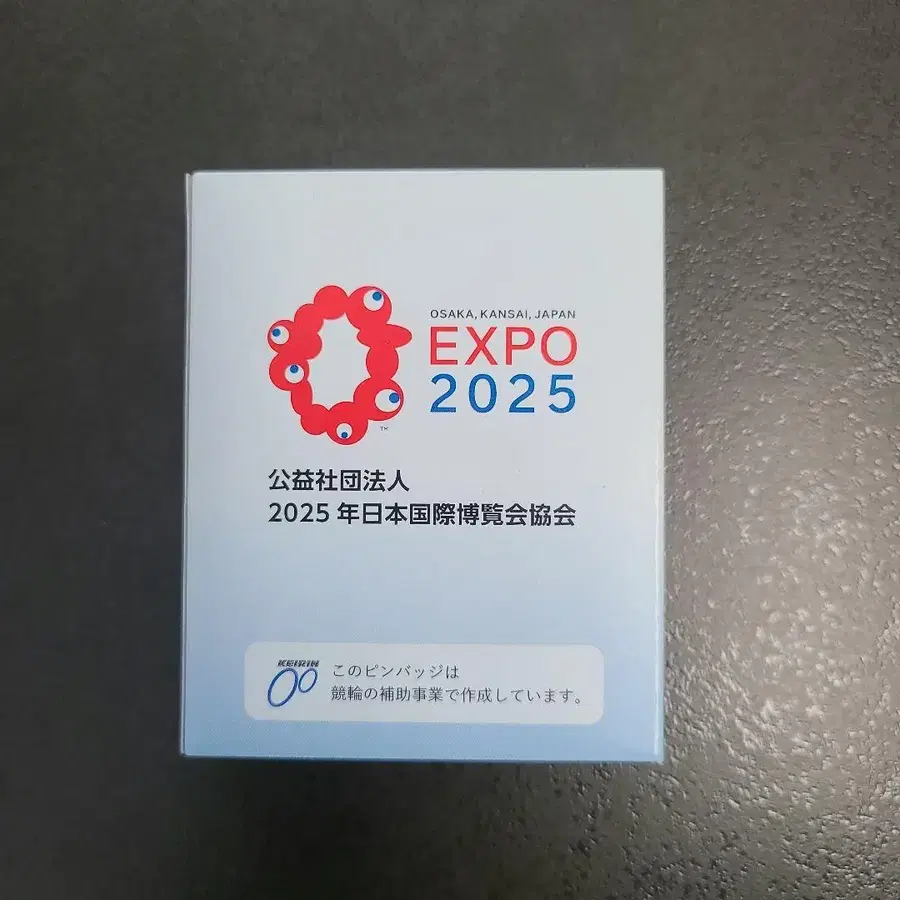 OSAKA, KANSAI, JAPAN
EXPO
2025
TM
公益社団法人
2025 年日本国際博覧会協会
KEIRIN
このピンバッジは
競輪の補助事業で作成しています。